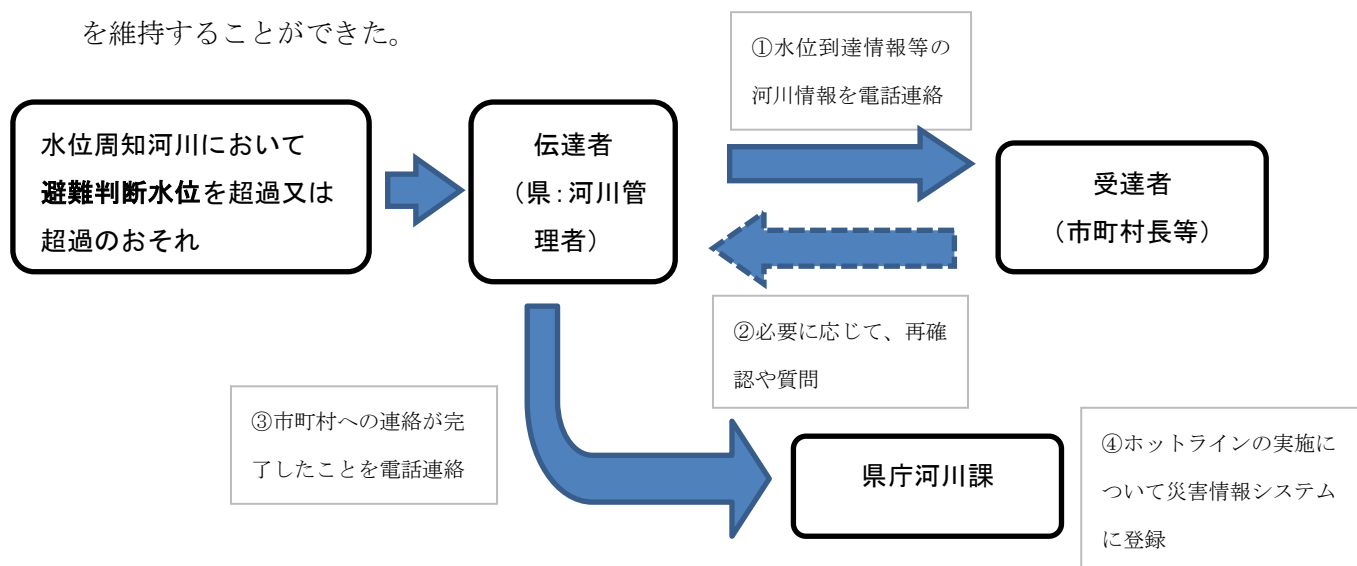 を維持することができた。
①水位到達情報等の
河川情報を電話連絡
水位周知河川において
避難判断水位を超過又は
超過のおそれ
伝達者
（県：河川管
理者）
受達者
（市町村長等）
②必要に応じて、再確
認や質問
③市町村への連絡が完
了したことを電話連絡
県庁河川課
④ホットラインの実施に
ついて災害情報システム
に登録